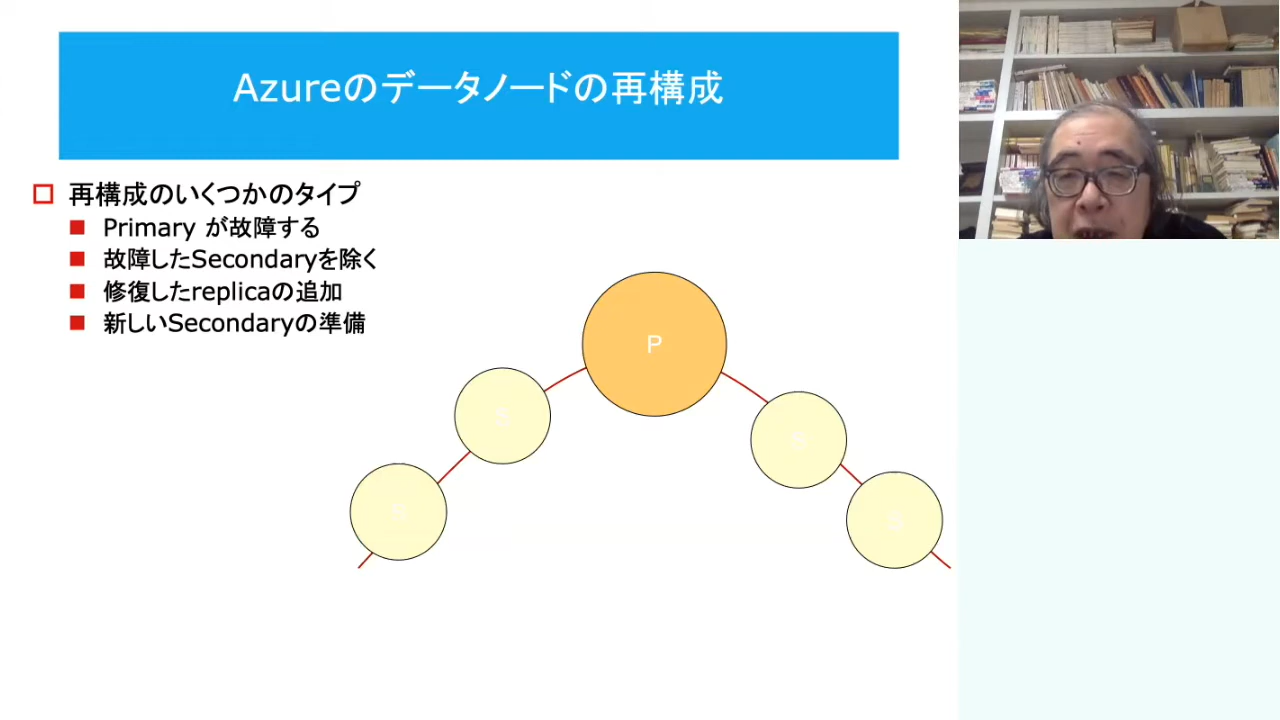 Azureのデータノードの再構成
再構成のいくつかのタイプ
Primary が故障する
故障したSecondaryを除く
修復したreplicaの追加
新しいSecondaryの準備
P
S
S
S
S